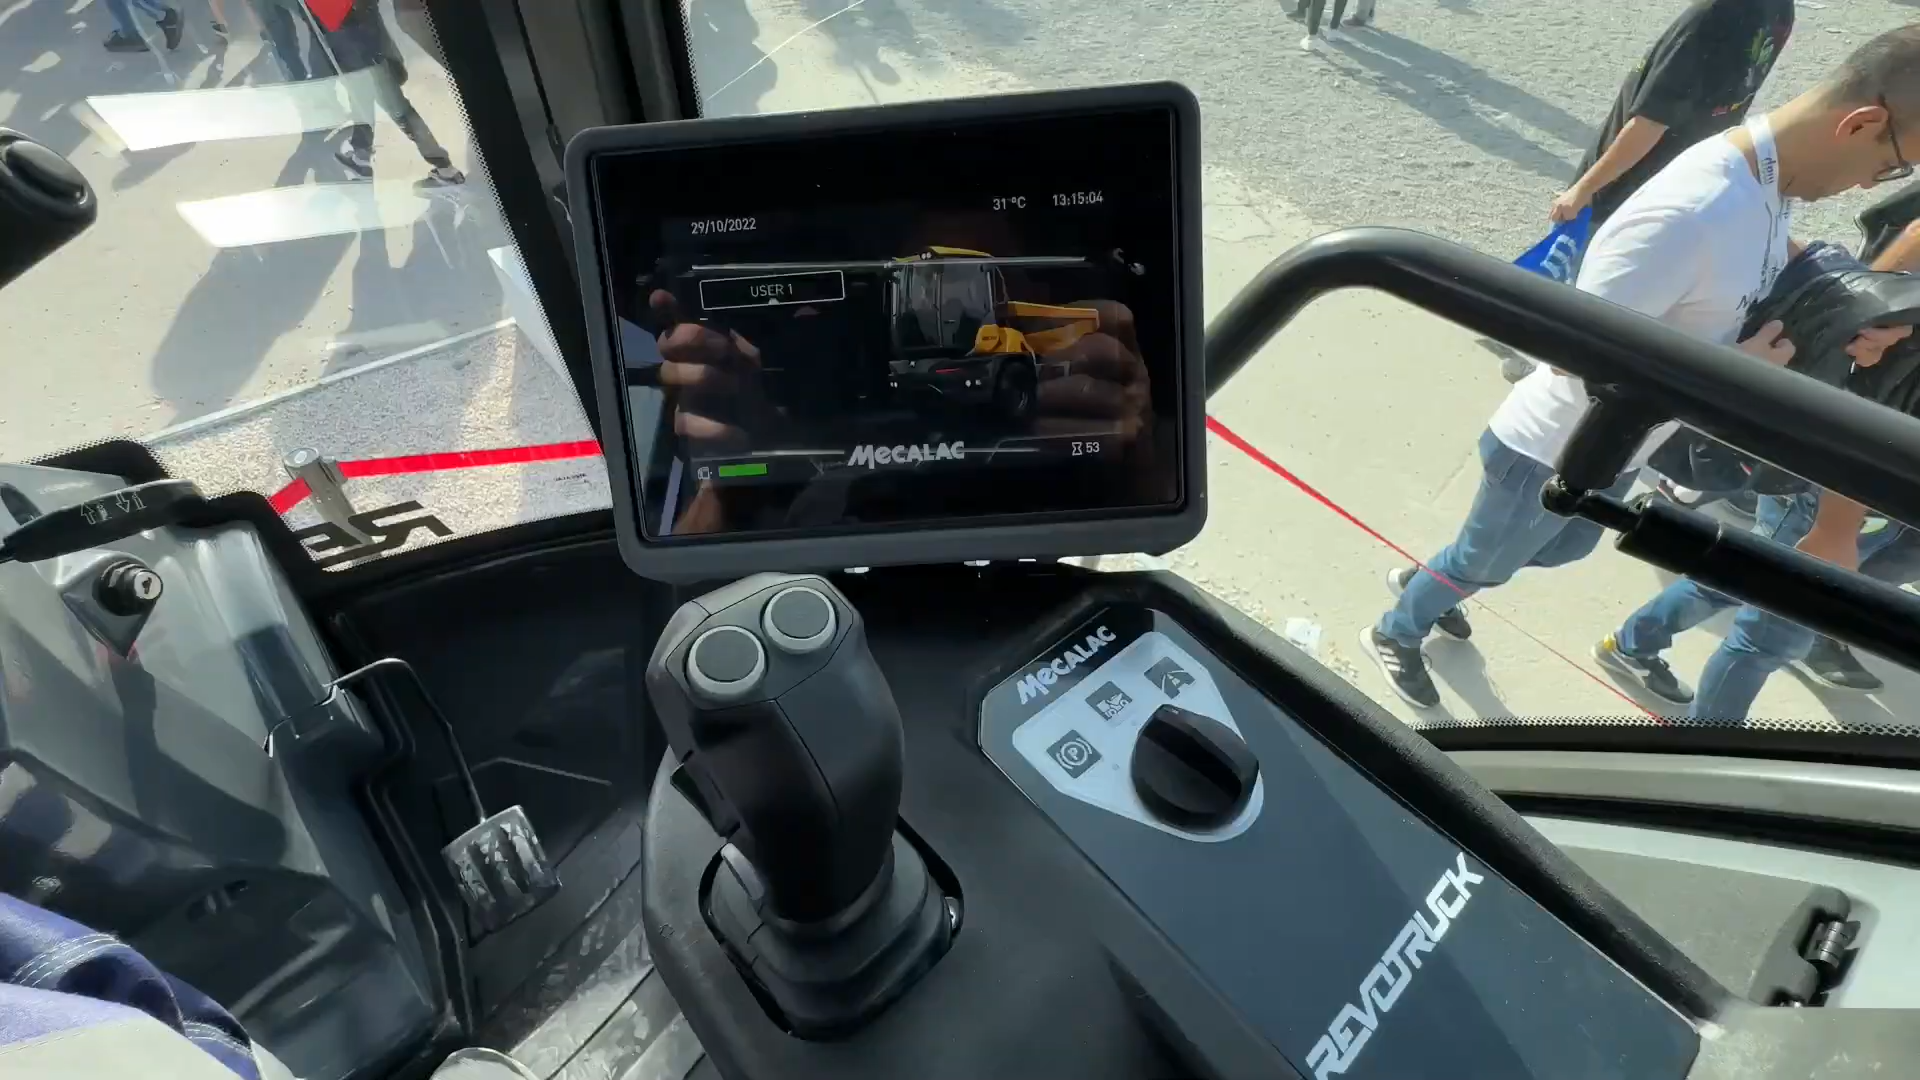 29/10/2022
31 °C 13:15:04
USER 1
MECALAC
53
MECALAC
P
REVOTRUCK